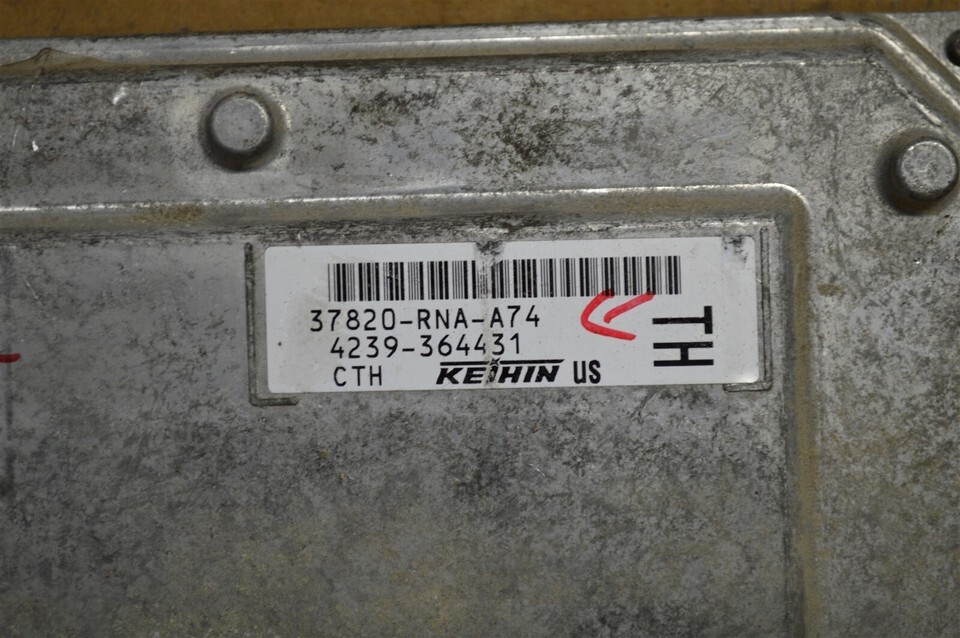 37820-RNA-A74
4239-364431
CTH KEIHIN US
TH